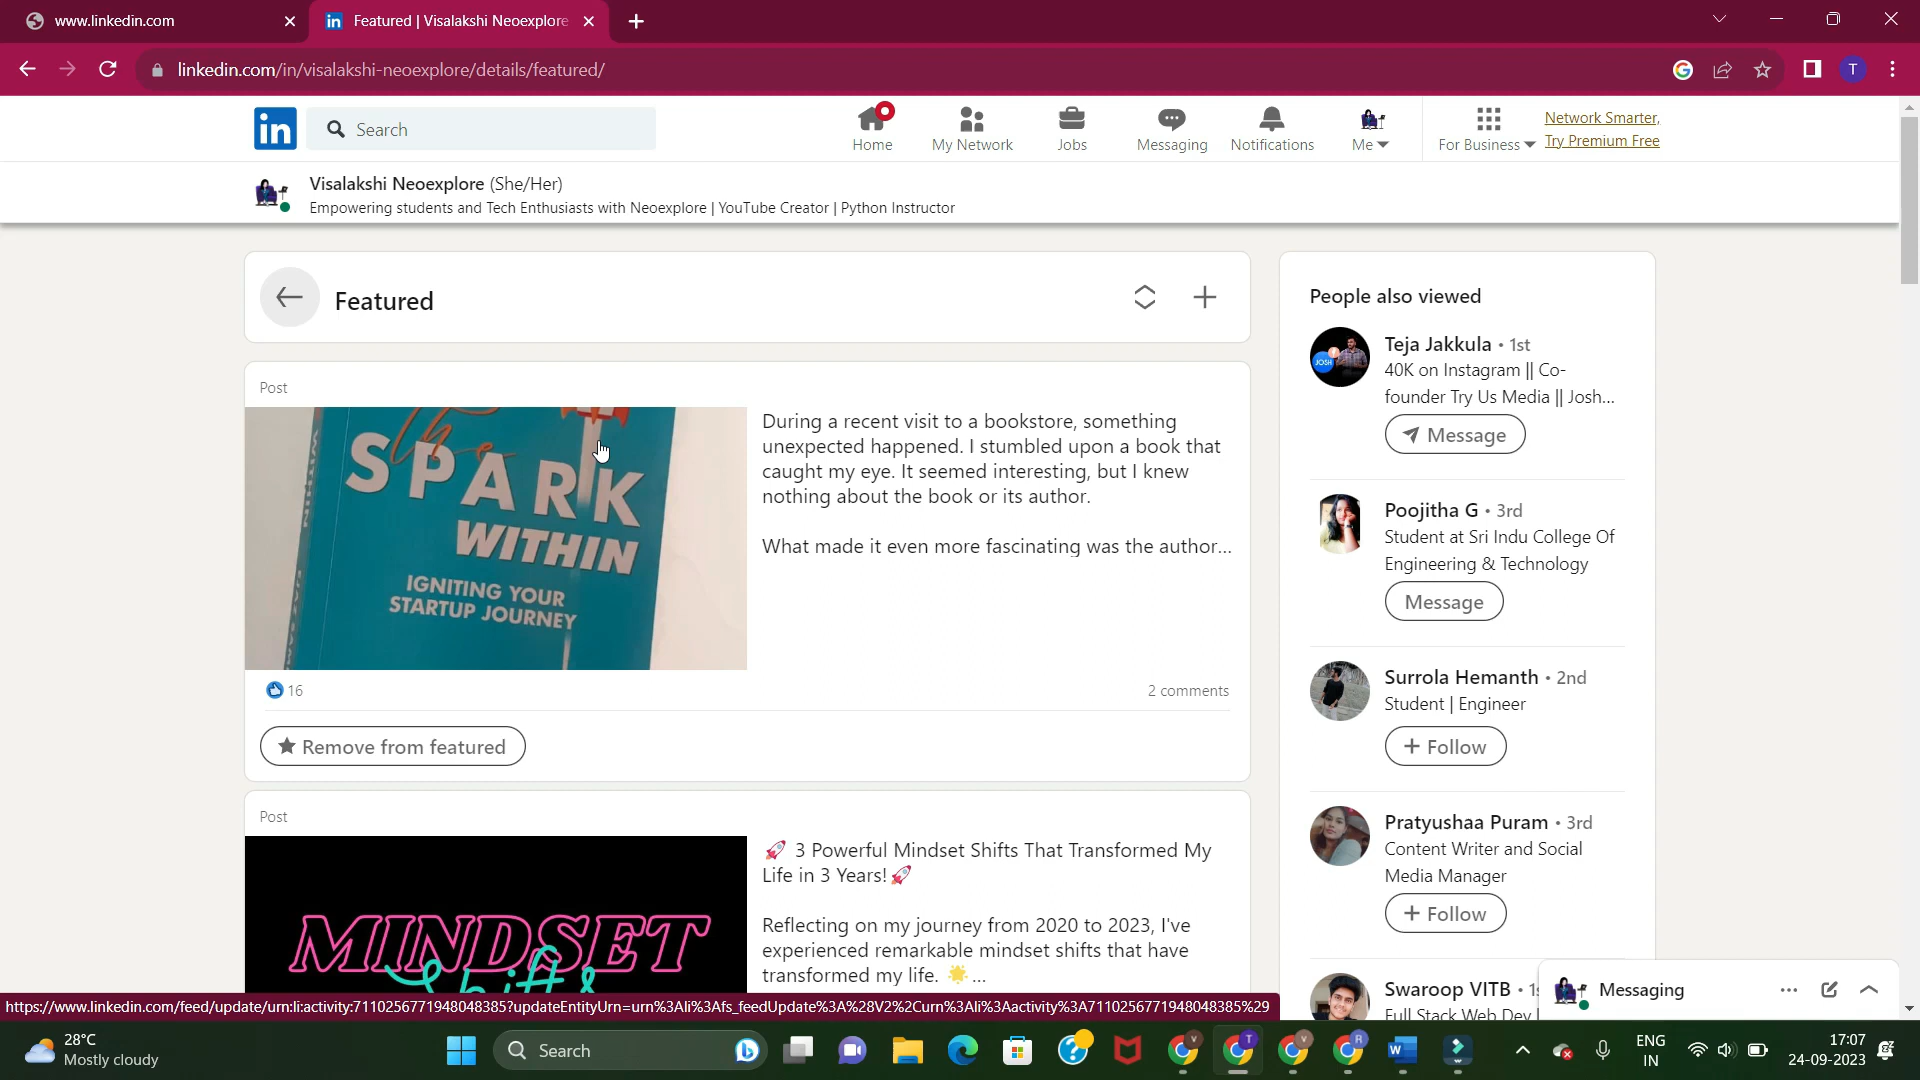 www.linkedin.com
Featured | Visalakshi Neoexplore
linkedin.com/in/visalakshi-neoexplore/details/featured/
T
in
Search
Home
My Network
Jobs
Messaging
Notifications
Me
For Business
Network Smarter,
Try Premium Free
Visalakshi Neoexplore (She/Her)
Empowering students and Tech Enthusiasts with Neoexplore | YouTube Creator | Python Instructor
Featured
Post
The
SPARK
WITHIN
IGNITING YOUR
STARTUP JOURNEY
During a recent visit to a bookstore, something
unexpected happened. I stumbled upon a book that
caught my eye. It seemed interesting, but I knew
nothing about the book or its author.
What made it even more fascinating was the author...
16
2 comments
Remove from featured
Post
MINDSET
Shifts
🚀 3 Powerful Mindset Shifts That Transformed My
Life in 3 Years!🚀
Reflecting on my journey from 2020 to 2023, I've
experienced remarkable mindset shifts that have
transformed my life. 🌟 ...
People also viewed
Teja Jakkula • 1st
40K on Instagram || Co-
founder Try Us Media || Josh...
Message
Poojitha G • 3rd
Student at Sri Indu College Of
Engineering & Technology
Message
Surrola Hemanth • 2nd
Student | Engineer
+ Follow
Pratyushaa Puram • 3rd
Content Writer and Social
Media Manager
+ Follow
Swaroop VITB
Full Stack Web Dev
Messaging
https://www.linkedin.com/feed/update/urn:li:activity:7110256771948048385?updateEntityUrn=urn%3Ali%3Afs_feedUpdate%3A%28V2%2Curn%3Ali%3Aactivity%3A7110256771948048385%29
28°C
Mostly cloudy
Search
ENG
IN
17:07
24-09-2023